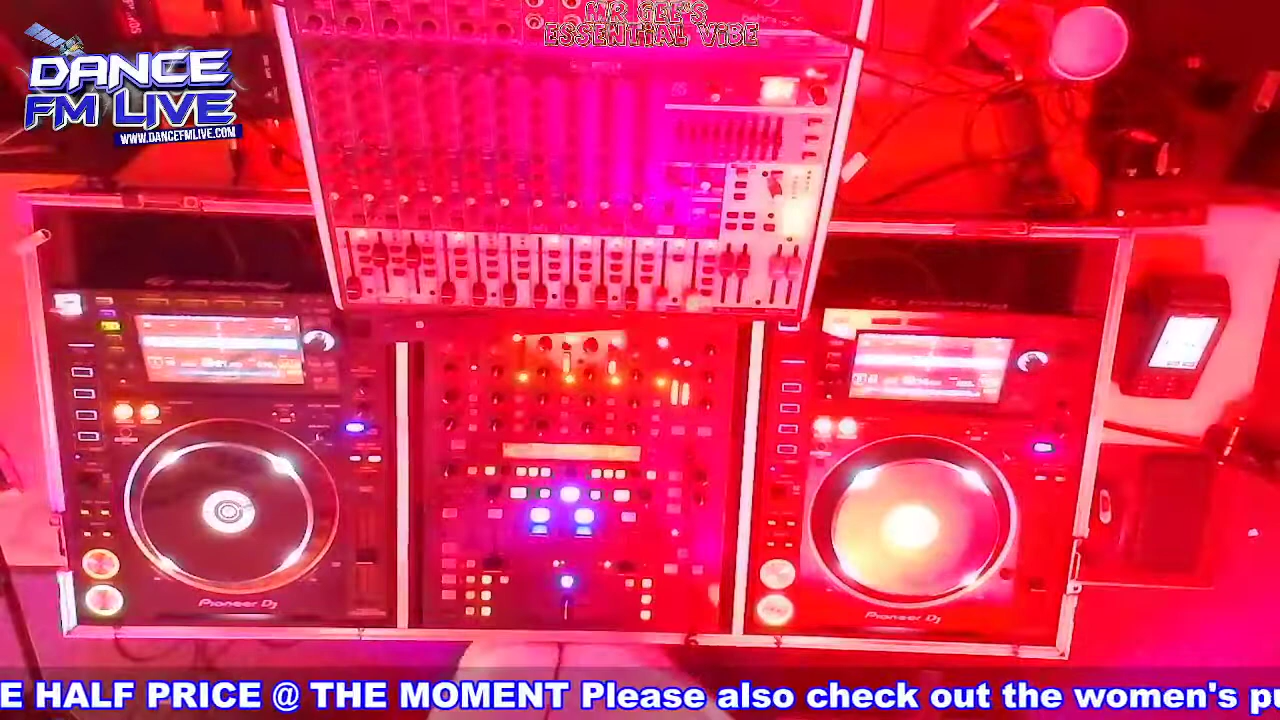 MR GEE'S
ESSENTIAL VIBE
DANCE
FM LIVE
WWW.DANCEFMLIVE.COM
Pioneer Dj
Pioneer Dj
E HALF PRICE @ THE MOMENT Please also check out the women's pu